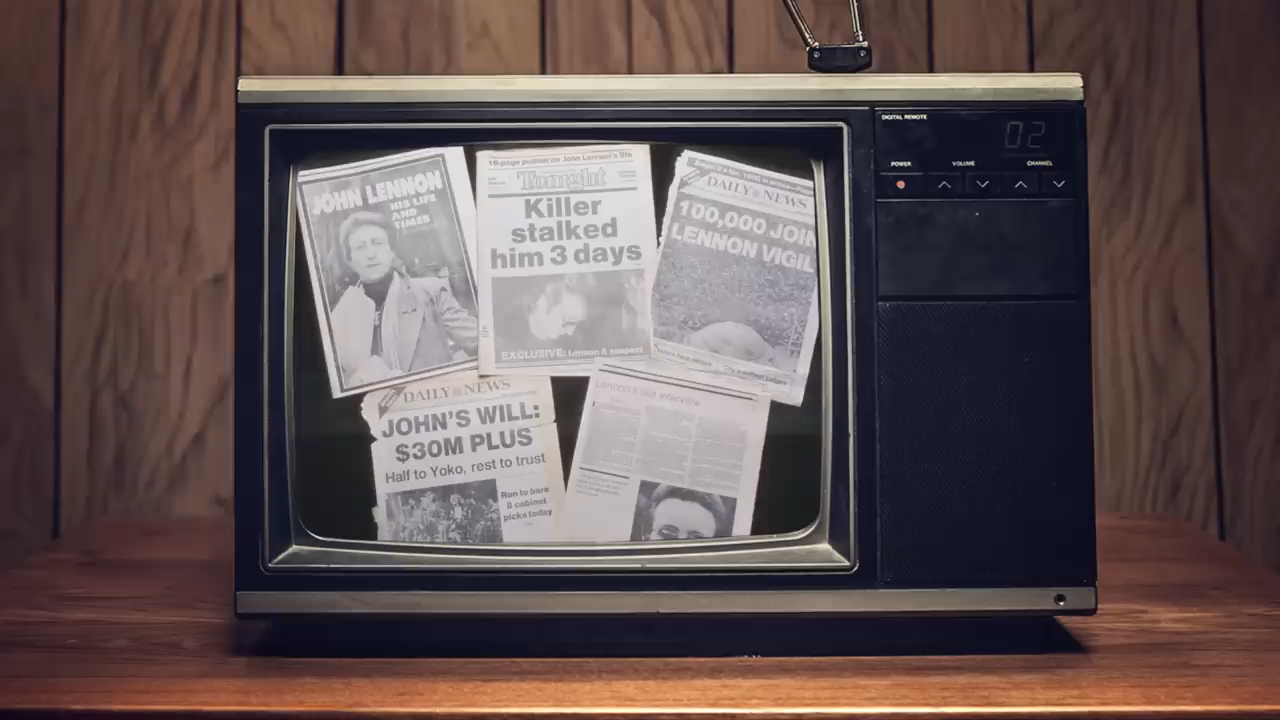 JOHN LENNON
HIS LIFE
AND
TIMES
16-page pullout on John Lennon's life
Tonight
Killer
stalked
him 3 days
EXCLUSIVE: Lennon & suspect
DAILY NEWS
100,000 JOIN
LENNON VIGIL
DAILY NEWS
JOHN'S WILL:
$30M PLUS
Half to Yoko, rest to trust
Ron to bare
8 cabinet
picks today
Lennon's last interview
DIGITAL REMOTE
02
POWER
VOLUME
CHANNEL